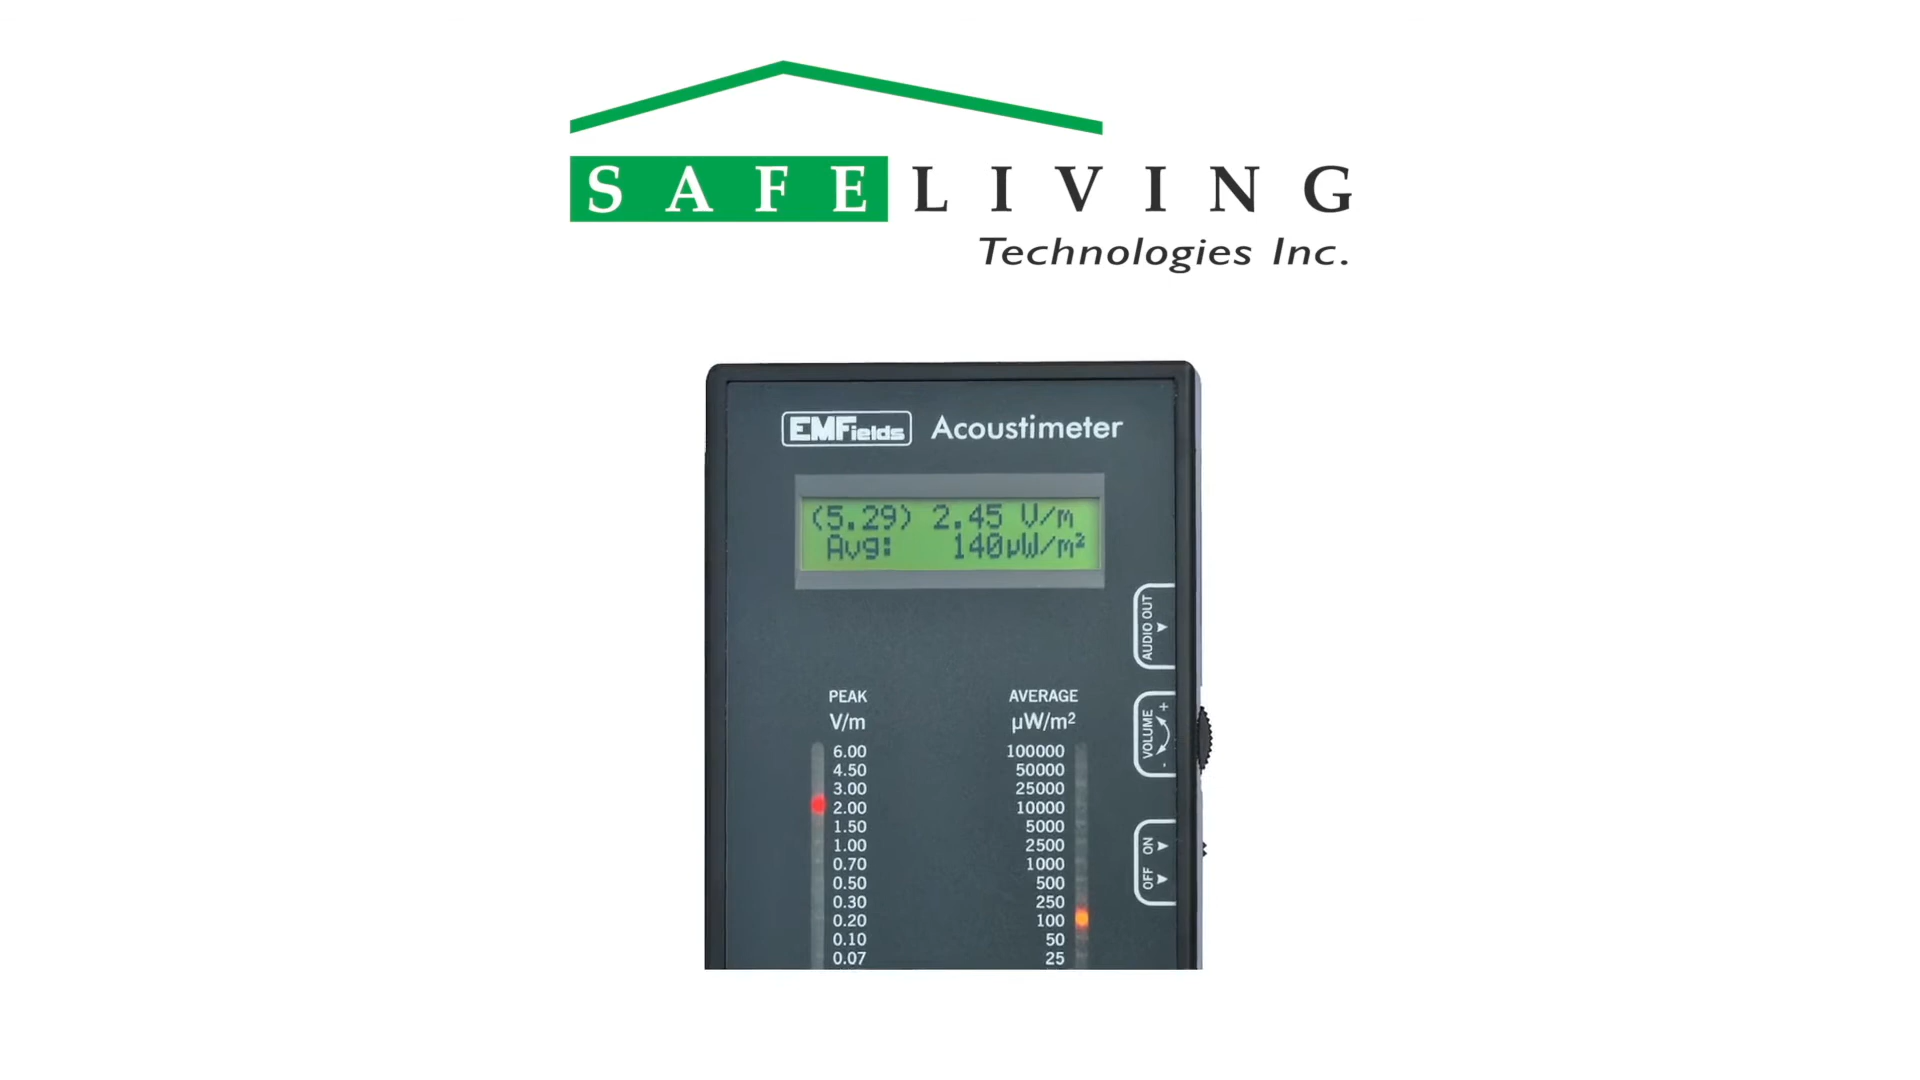 SAFELIVING
Technologies Inc.
EMFields Acoustimeter
(5.29) 2.45 V/m
Avg: 140µW/m²
AUDIO OUT
PEAK AVERAGE
V/m µW/m²
VOLUME
- +
6.00 100000
4.50 50000
3.00 25000
2.00 10000
1.50 5000
1.00 2500
0.70 1000
0.50 500
0.30 250
0.20 100
0.10 50
0.07 25
OFF ON